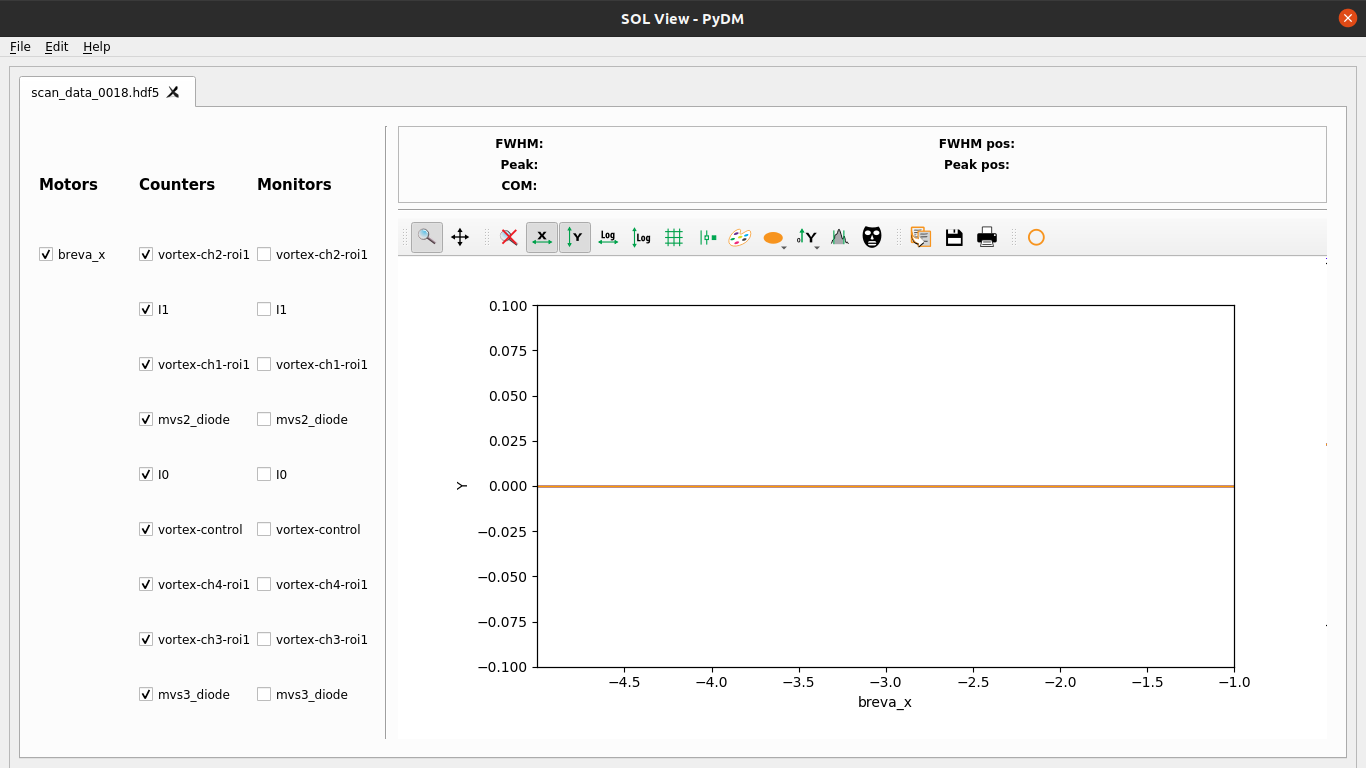 SOL View - PyDM
File Edit Help
scan_data_0018.hdf5
FWHM: FWHM pos:
Peak: Peak pos:
COM:
Motors Counters Monitors
X Y Log Log Y
breva_x vortex-ch2-roi1 vortex-ch2-roi1
I1 I1
vortex-ch1-roi1 vortex-ch1-roi1
mvs2_diode mvs2_diode
I0 I0
vortex-control vortex-control
vortex-ch4-roi1 vortex-ch4-roi1
vortex-ch3-roi1 vortex-ch3-roi1
mvs3_diode mvs3_diode
0.100
0.075
0.050
0.025
Y 0.000
−0.025
−0.050
−0.075
−0.100
−4.5 −4.0 −3.5 −3.0 −2.5 −2.0 −1.5 −1.0
breva_x